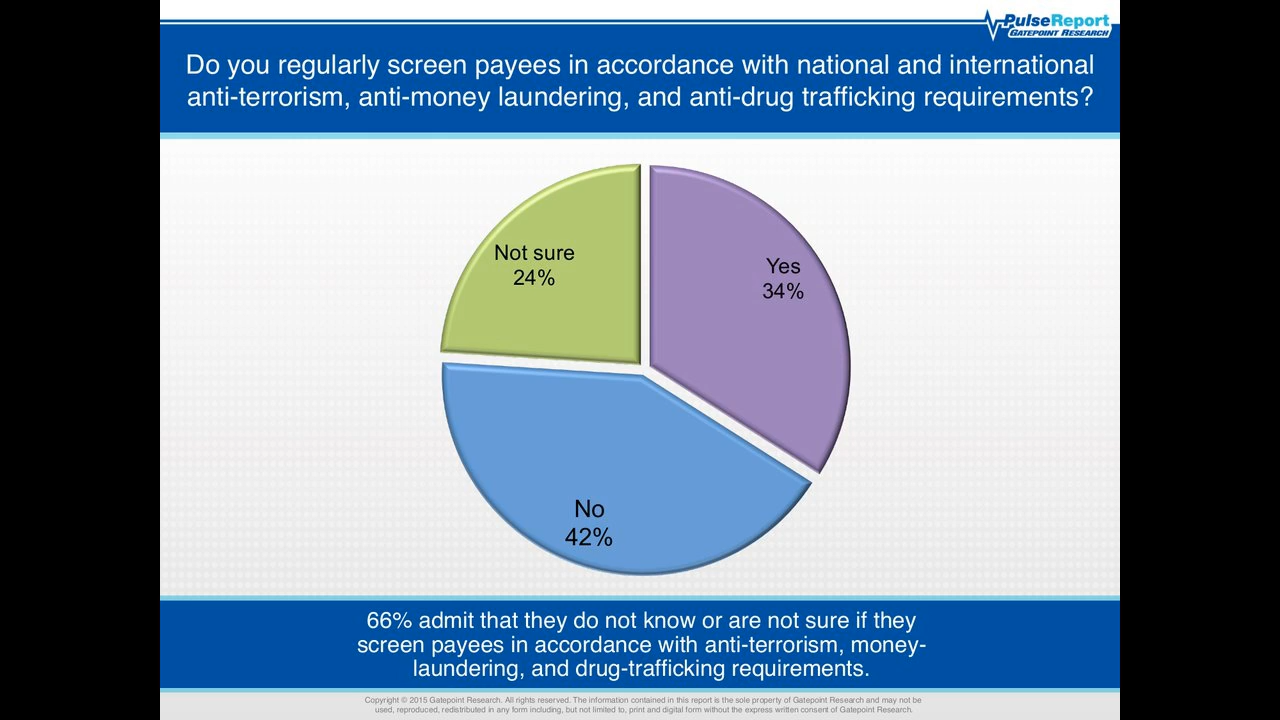 PulseReport
GATEPOINT RESEARCH
Do you regularly screen payees in accordance with national and international
anti-terrorism, anti-money laundering, and anti-drug trafficking requirements?
Not sure
24%
Yes
34%
No
42%
66% admit that they do not know or are not sure if they
screen payees in accordance with anti-terrorism, money-
laundering, and drug-trafficking requirements.
Copyright © 2015 Gatepoint Research. All rights reserved. The information contained in this report is the sole property of Gatepoint Research and may not be
used, reproduced, redistributed in any form including, but not limited to, print and digital form without the express written consent of Gatepoint Research.